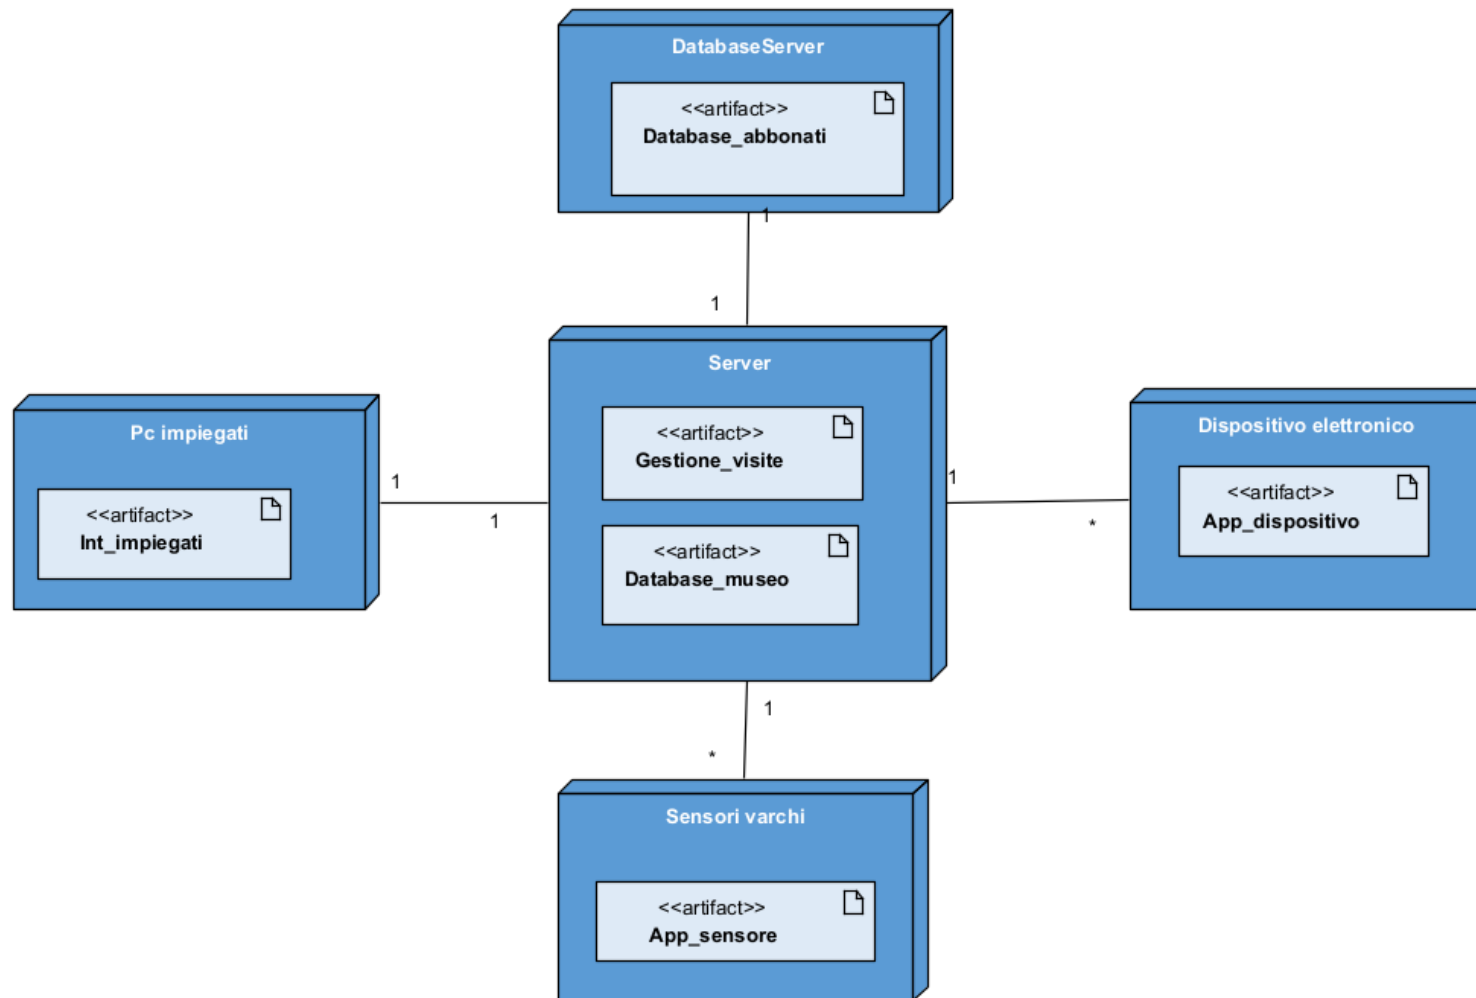 DatabaseServer
<<artifact>>
Database_abbonati
1
1
Server
<<artifact>>
Gestione_visite
<<artifact>>
Database_museo
Pc impiegati
<<artifact>>
Int_impiegati
1
1
Dispositivo elettronico
<<artifact>>
App_dispositivo
1
*
1
*
Sensori varchi
<<artifact>>
App_sensore